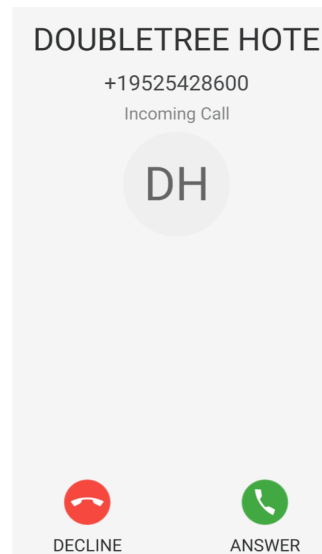 DOUBLETREE HOTE
+19525428600
Incoming Call
DH
DECLINE
ANSWER